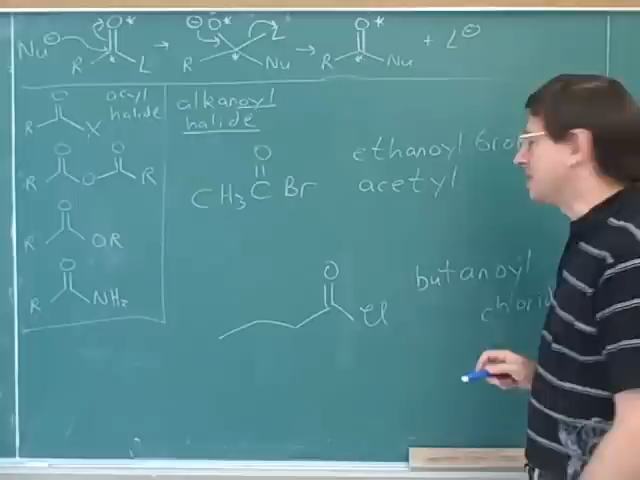 Nu⊖ O* R L → ⊖O* L R Nu → O* R Nu + L⊖
O R X acyl halide
O O R O R
O R OR
O R NH₂
alkanoyl
halide
O
CH₃ C Br
ethanoyl
acetyl
O
Cl
butanoyl